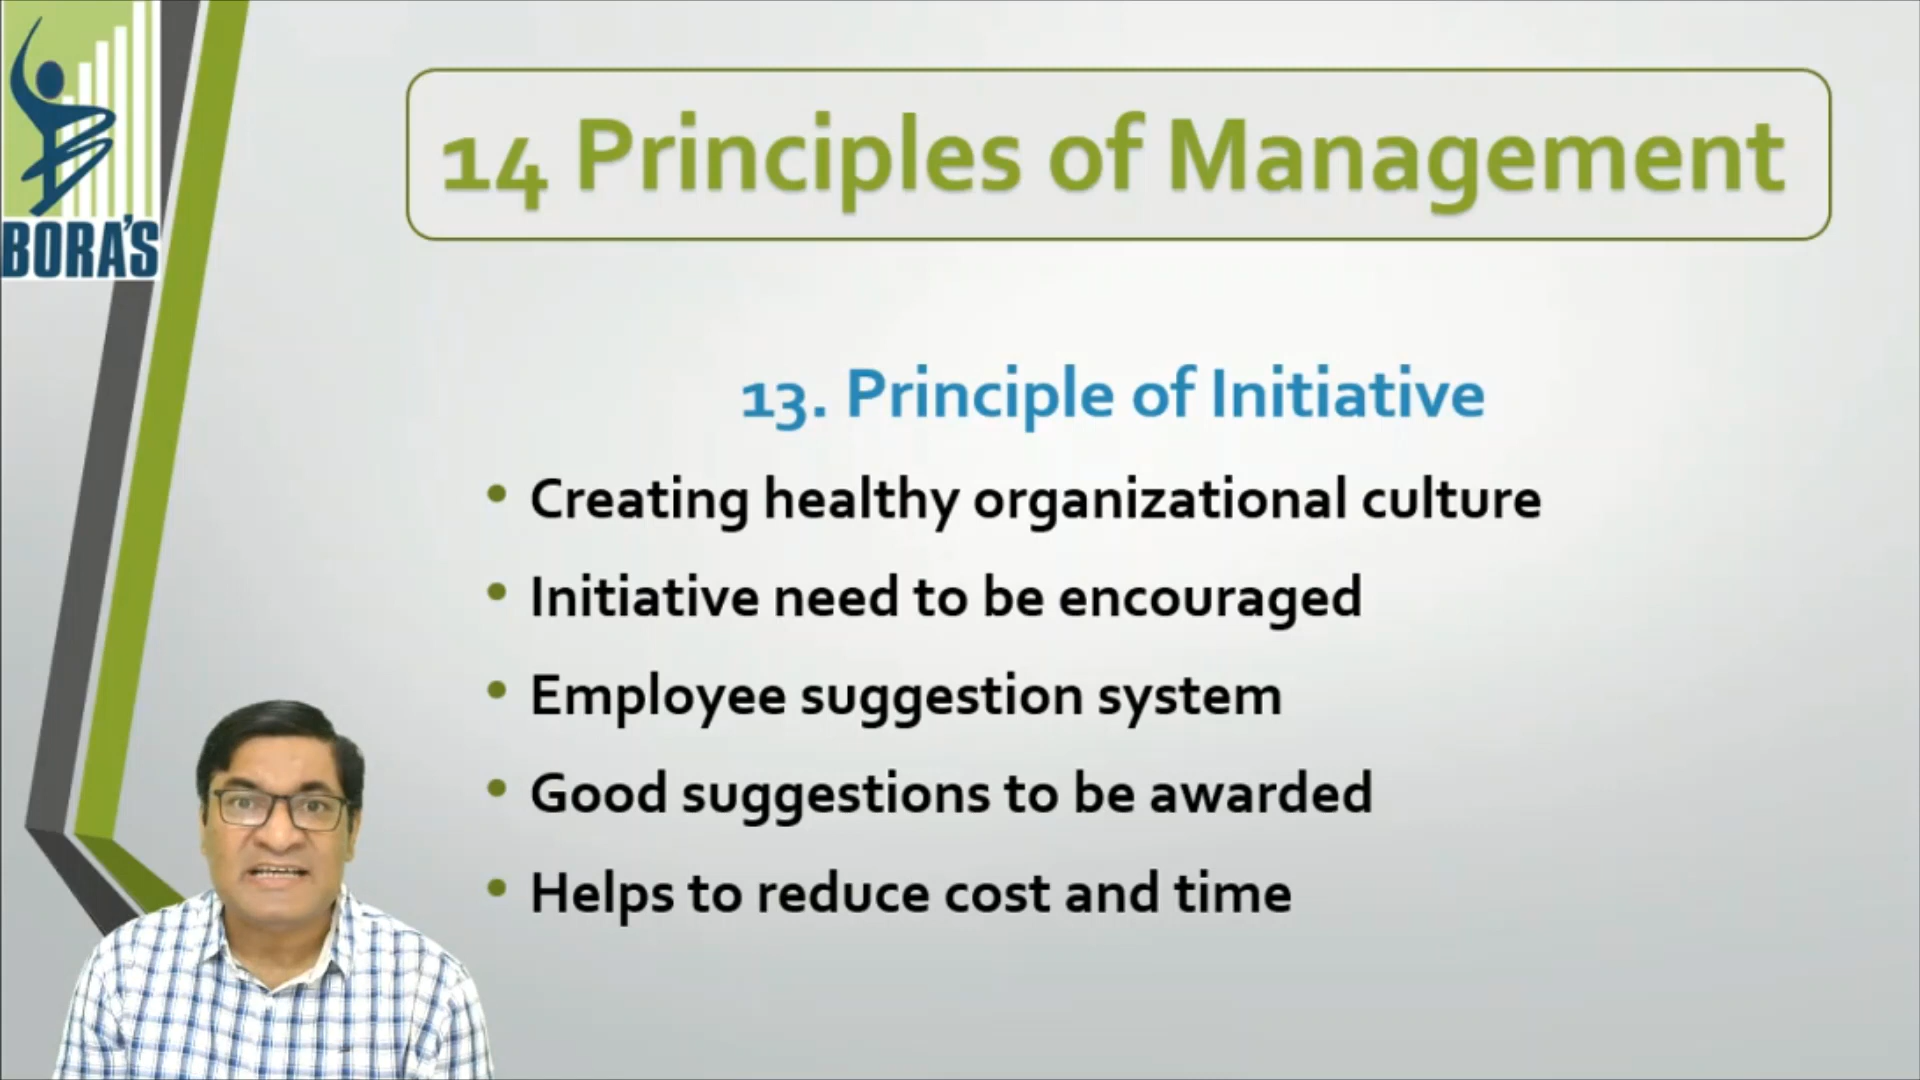 BORA'S
14 Principles of Management
13. Principle of Initiative
• Creating healthy organizational culture
• Initiative need to be encouraged
• Employee suggestion system
• Good suggestions to be awarded
• Helps to reduce cost and time